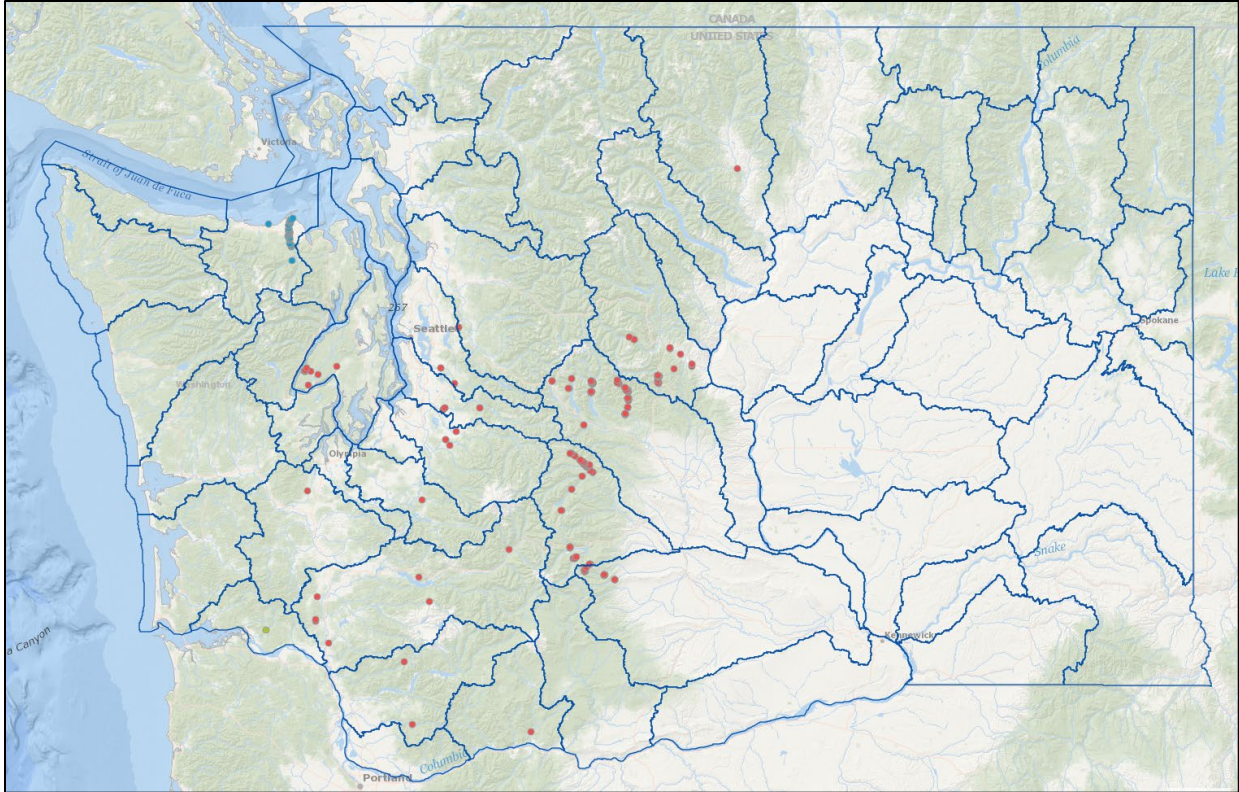 CANADA
UNITED STATES
Columbia
Victoria
Strait of Juan de Fuca
Lake
267
Seattle
Spokane
Washington
Olympia
Snake
a Canyon
Kennewick
Columbia
Portland